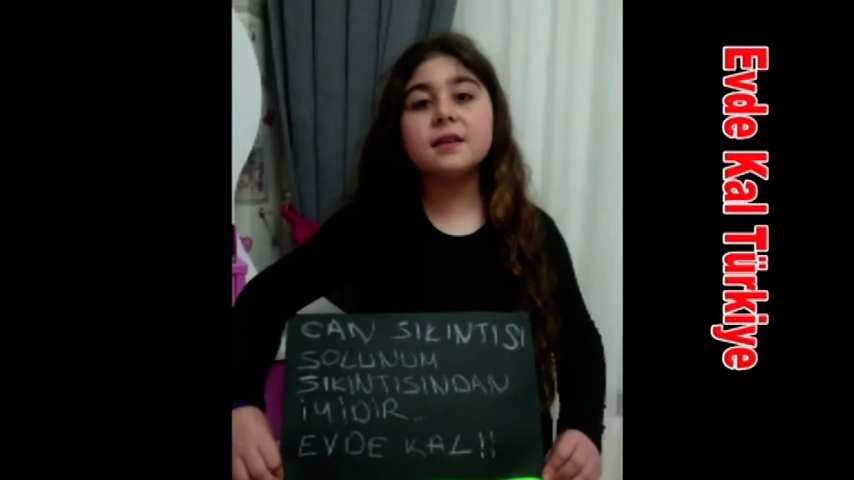 CAN SIKINTISI
SOLUNUM
SIKINTISINDAN
İYİDİR..
EVDE KAL!!
Evde Kal Türkiye